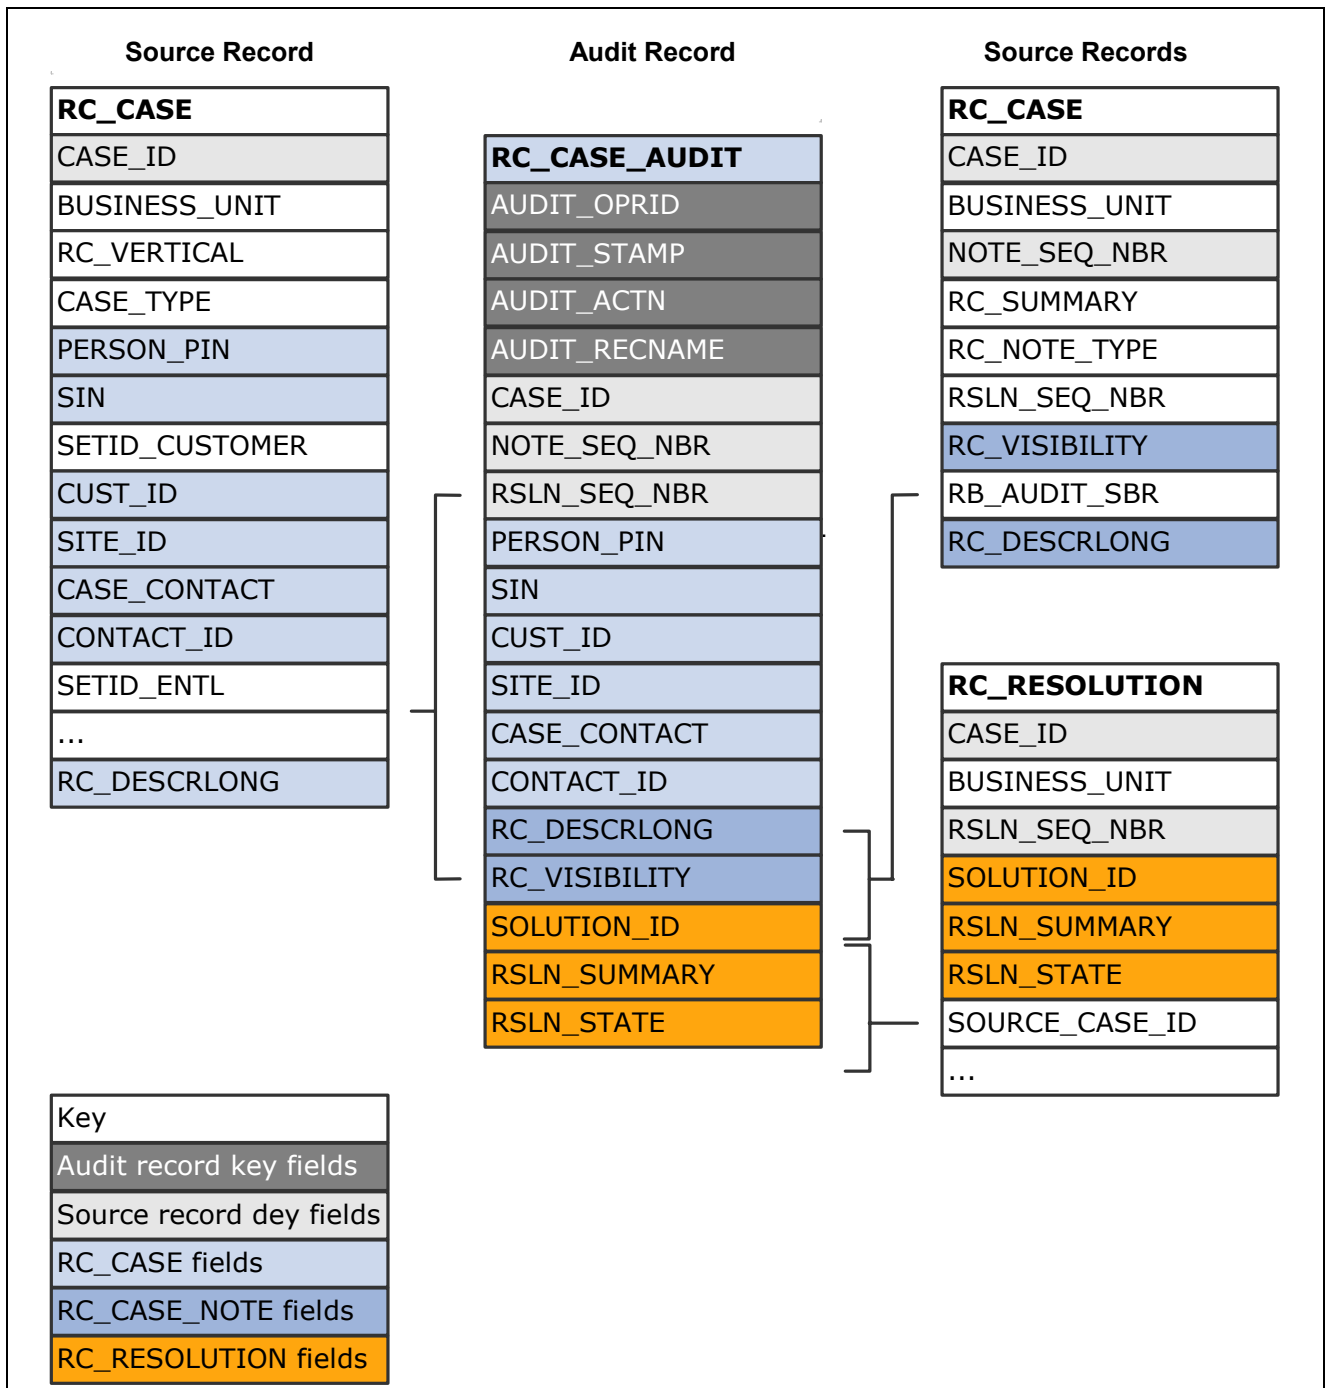 Source Record
RC_CASE
CASE_ID
BUSINESS_UNIT
RC_VERTICAL
CASE_TYPE
PERSON_PIN
SIN
SETID_CUSTOMER
CUST_ID
SITE_ID
CASE_CONTACT
CONTACT_ID
SETID_ENTL
...
RC_DESCRLONG
Audit Record
RC_CASE_AUDIT
AUDIT_OPRID
AUDIT_STAMP
AUDIT_ACTN
AUDIT_RECNAME
CASE_ID
NOTE_SEQ_NBR
RSLN_SEQ_NBR
PERSON_PIN
SIN
CUST_ID
SITE_ID
CASE_CONTACT
CONTACT_ID
RC_DESCRLONG
RC_VISIBILITY
SOLUTION_ID
RSLN_SUMMARY
RSLN_STATE
Source Records
RC_CASE
CASE_ID
BUSINESS_UNIT
NOTE_SEQ_NBR
RC_SUMMARY
RC_NOTE_TYPE
RSLN_SEQ_NBR
RC_VISIBILITY
RB_AUDIT_SBR
RC_DESCRLONG
RC_RESOLUTION
CASE_ID
BUSINESS_UNIT
RSLN_SEQ_NBR
SOLUTION_ID
RSLN_SUMMARY
RSLN_STATE
SOURCE_CASE_ID
...
Key
Audit record key fields
Source record dey fields
RC_CASE fields
RC_CASE_NOTE fields
RC_RESOLUTION fields